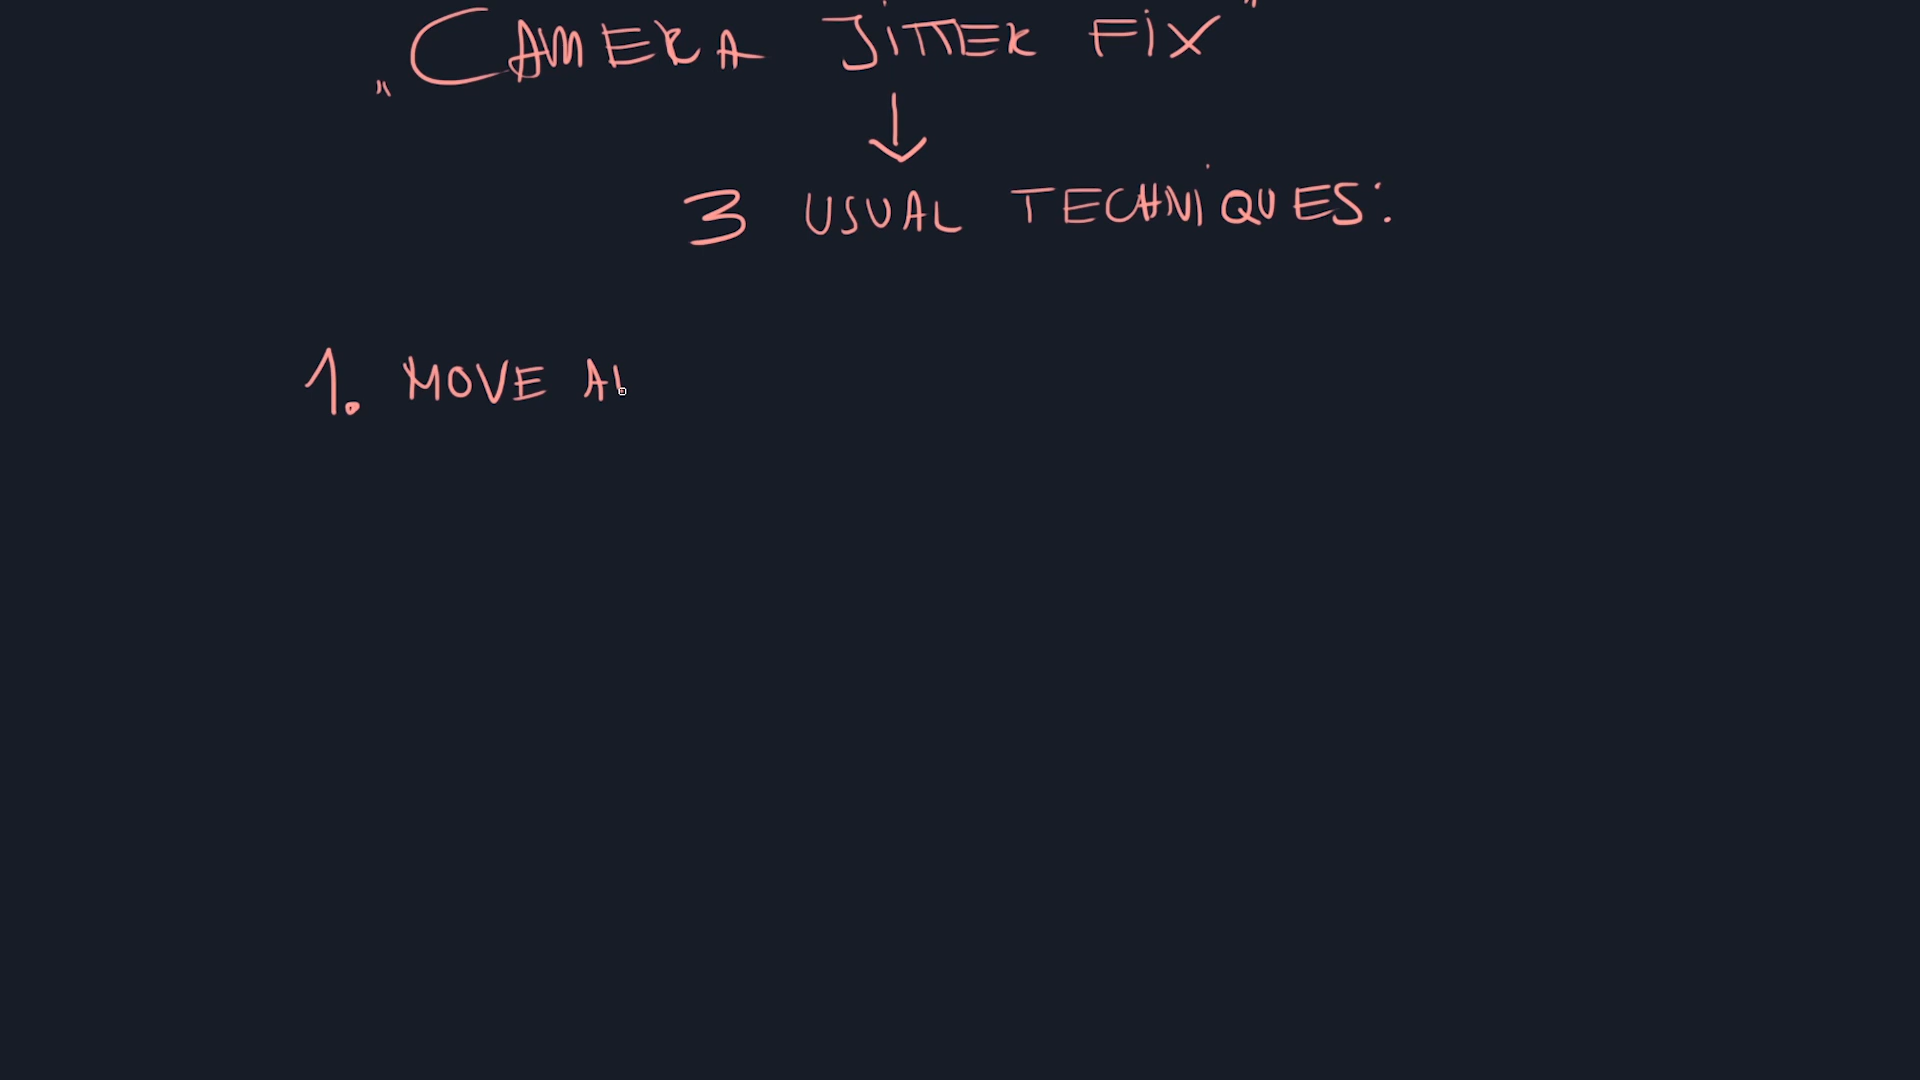 „CAMERA JITTER FIX"
↓
3 USUAL TECHNIQUES:
1. MOVE